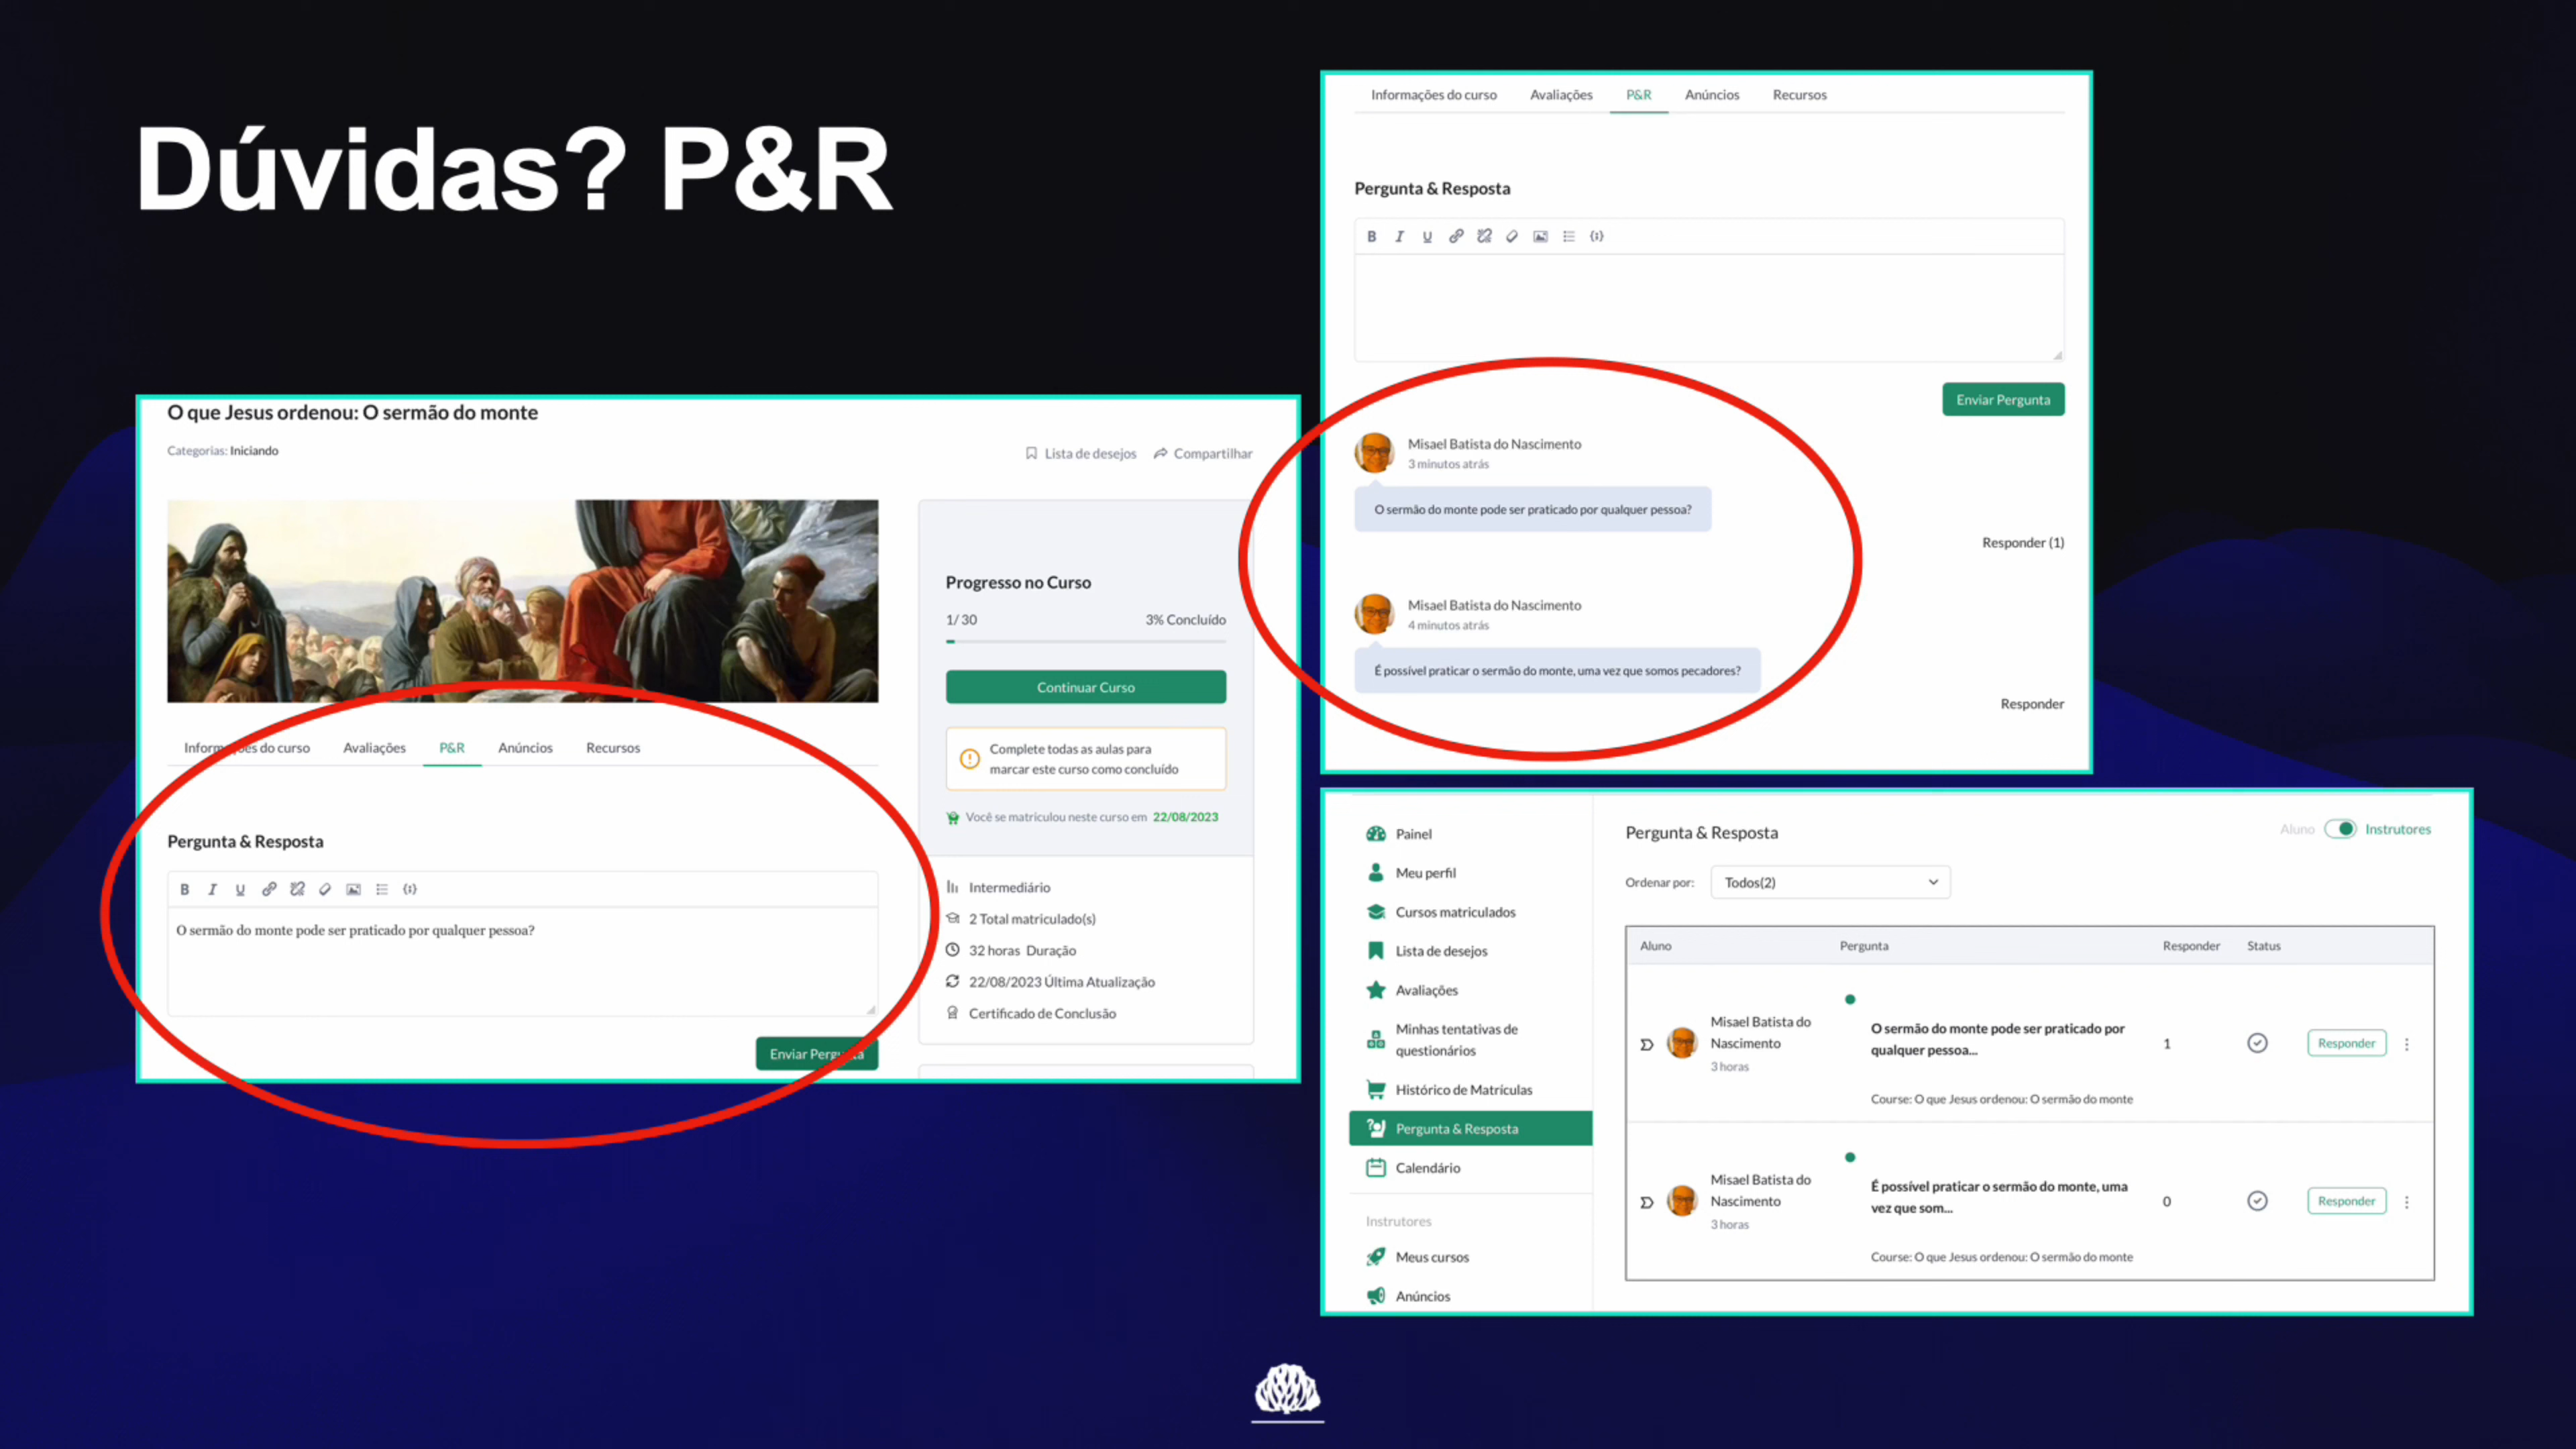 Dúvidas? P&R
O que Jesus ordenou: O sermão do monte
Categorias: Iniciando
Lista de desejos
Compartilhar
Progresso no Curso
1/30
3% Concluído
Continuar Curso
Complete todas as aulas para
marcar este curso como concluído
Você se matriculou neste curso em 22/08/2023
Intermediário
2 Total matriculado(s)
32 horas Duração
22/08/2023 Última Atualização
Certificado de Conclusão
Informações do curso
Avaliações
P&R
Anúncios
Recursos
Pergunta & Resposta
B I U
O sermão do monte pode ser praticado por qualquer pessoa?
Enviar Pergunta
Informações do curso
Avaliações
P&R
Anúncios
Recursos
Pergunta & Resposta
B I U
Enviar Pergunta
Misael Batista do Nascimento
3 minutos atrás
O sermão do monte pode ser praticado por qualquer pessoa?
Responder (1)
Misael Batista do Nascimento
4 minutos atrás
É possível praticar o sermão do monte, uma vez que somos pecadores?
Responder
Painel
Meu perfil
Cursos matriculados
Lista de desejos
Avaliações
Minhas tentativas de
questionários
Histórico de Matrículas
Pergunta & Resposta
Calendário
Instrutores
Meus cursos
Anúncios
Pergunta & Resposta
Aluno
Instrutores
Ordenar por:
Todos(2)
Aluno
Pergunta
Responder
Status
Misael Batista do
Nascimento
3 horas
O sermão do monte pode ser praticado por
qualquer pessoa...
Course: O que Jesus ordenou: O sermão do monte
1
Responder
Misael Batista do
Nascimento
3 horas
É possível praticar o sermão do monte, uma
vez que som...
Course: O que Jesus ordenou: O sermão do monte
0
Responder